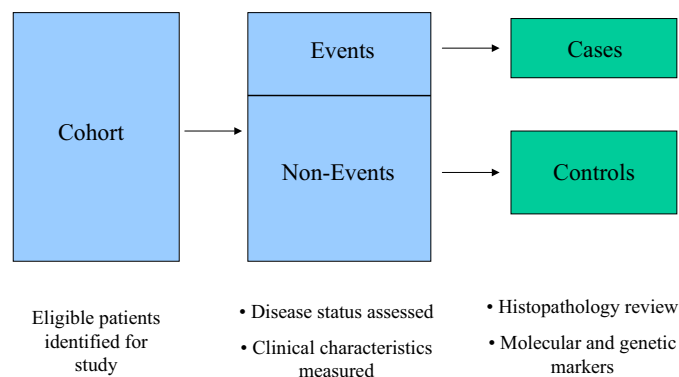 Cohort
Events
Non-Events
Cases
Controls
Eligible patients
identified for
study
• Disease status assessed
• Clinical characteristics
measured
• Histopathology review
• Molecular and genetic
markers